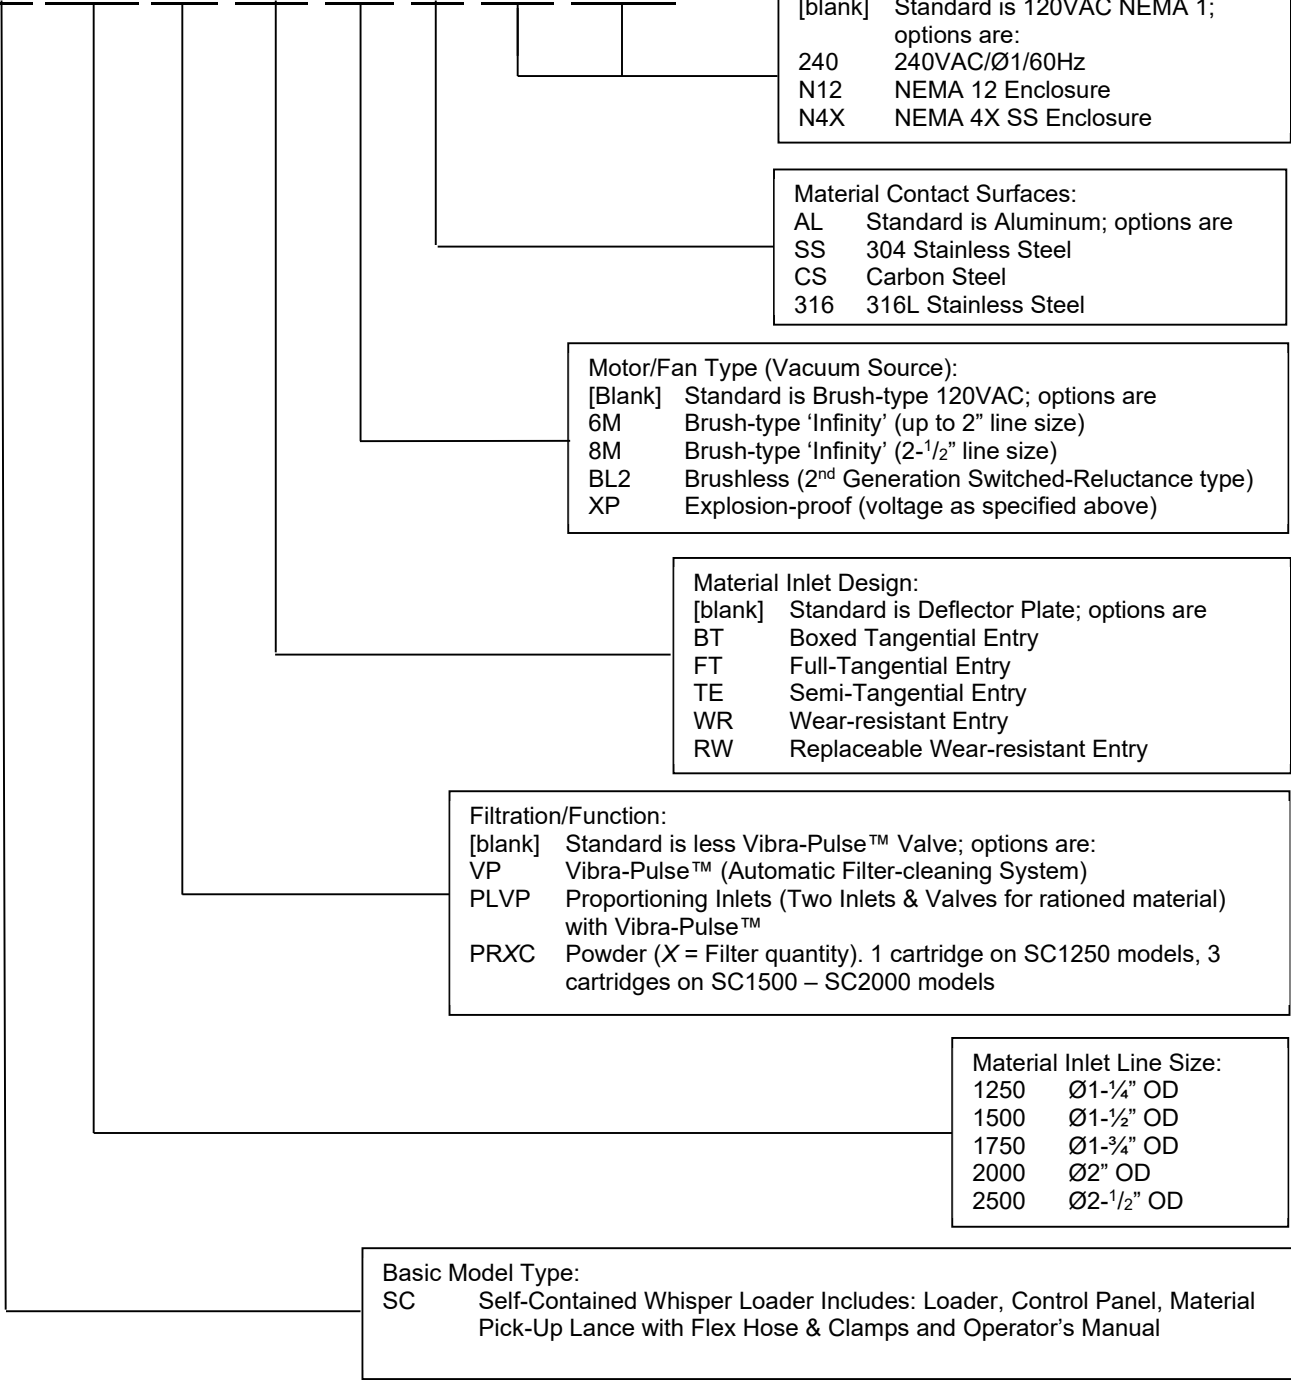 [blank] Standard is 120VAC NEMA 1;
options are:
240 240VAC/Ø1/60Hz
N12 NEMA 12 Enclosure
N4X NEMA 4X SS Enclosure
Material Contact Surfaces:
AL Standard is Aluminum; options are
SS 304 Stainless Steel
CS Carbon Steel
316 316L Stainless Steel
Motor/Fan Type (Vacuum Source):
[Blank] Standard is Brush-type 120VAC; options are
6M Brush-type ‘Infinity’ (up to 2” line size)
8M Brush-type ‘Infinity’ (2-1/2” line size)
BL2 Brushless (2nd Generation Switched-Reluctance type)
XP Explosion-proof (voltage as specified above)
Material Inlet Design:
[blank] Standard is Deflector Plate; options are
BT Boxed Tangential Entry
FT Full-Tangential Entry
TE Semi-Tangential Entry
WR Wear-resistant Entry
RW Replaceable Wear-resistant Entry
Filtration/Function:
[blank] Standard is less Vibra-Pulse™ Valve; options are:
VP Vibra-Pulse™ (Automatic Filter-cleaning System)
PLVP Proportioning Inlets (Two Inlets & Valves for rationed material)
with Vibra-Pulse™
PRXC Powder (X = Filter quantity). 1 cartridge on SC1250 models, 3
cartridges on SC1500 – SC2000 models
Material Inlet Line Size:
1250 Ø1-¼” OD
1500 Ø1-½” OD
1750 Ø1-¾” OD
2000 Ø2” OD
2500 Ø2-1/2” OD
Basic Model Type:
SC Self-Contained Whisper Loader Includes: Loader, Control Panel, Material
Pick-Up Lance with Flex Hose & Clamps and Operator’s Manual